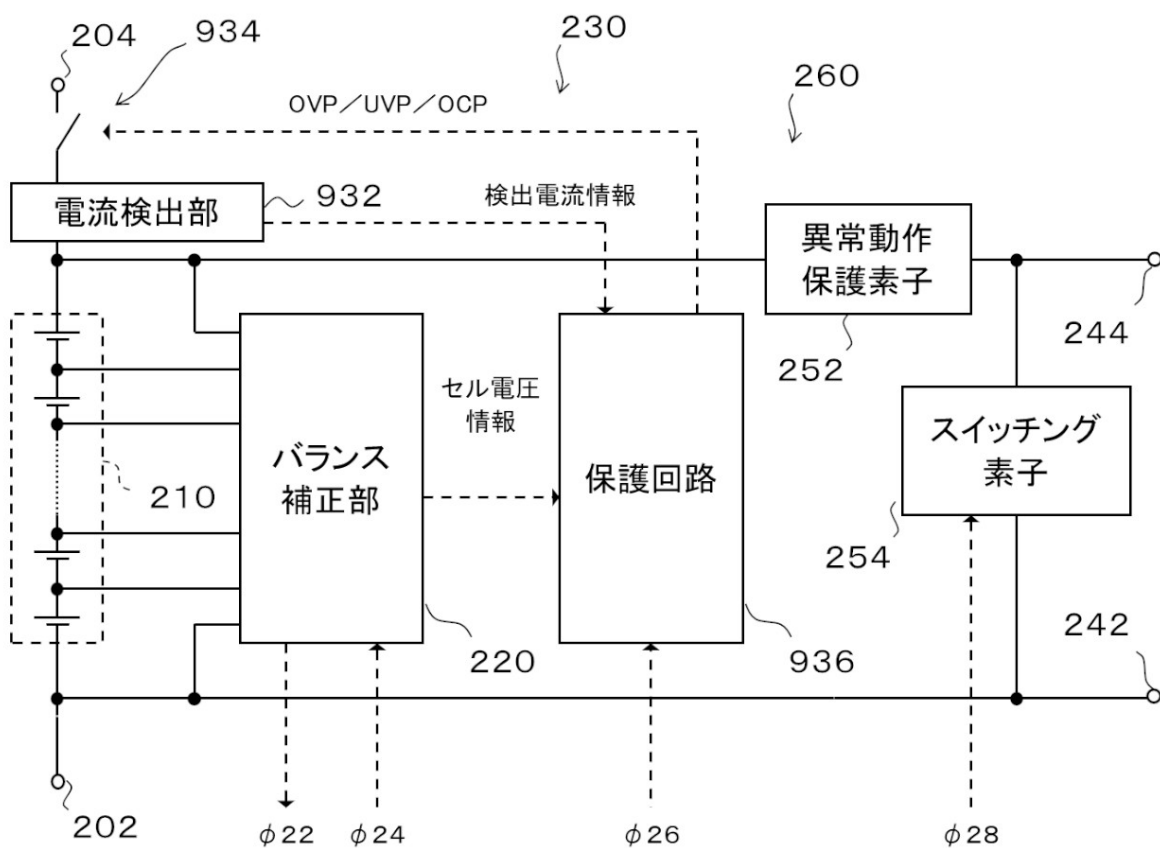 204
934
230
260
OVP／UVP／OCP
電流検出部
932
検出電流情報
異常動作
保護素子
252
244
セル電圧
情報
バランス
補正部
保護回路
スイッチング
素子
210
254
220
936
242
202
φ22
φ24
φ26
φ28